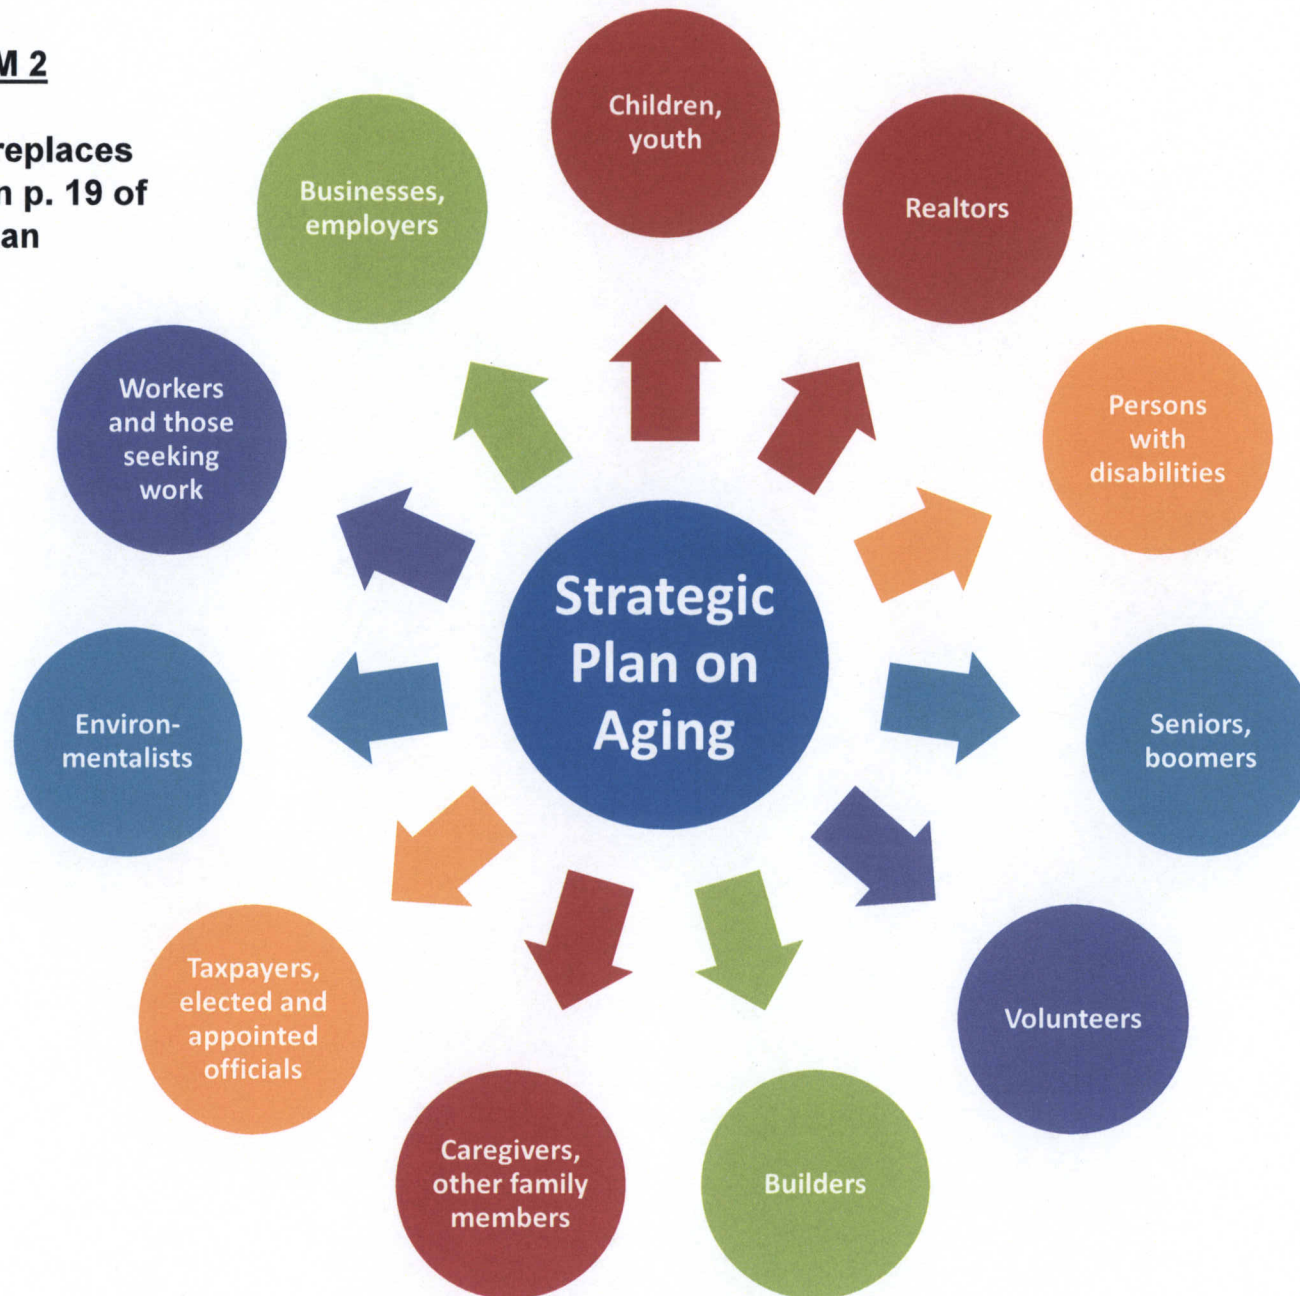 M 2
replaces
n p. 19 of
an
Children,
youth
Realtors
Persons
with
disabilities
Seniors,
boomers
Volunteers
Builders
Caregivers,
other family
members
Taxpayers,
elected and
appointed
officials
Environ-
mentalists
Workers
and those
seeking
work
Businesses,
employers
Strategic
Plan on
Aging